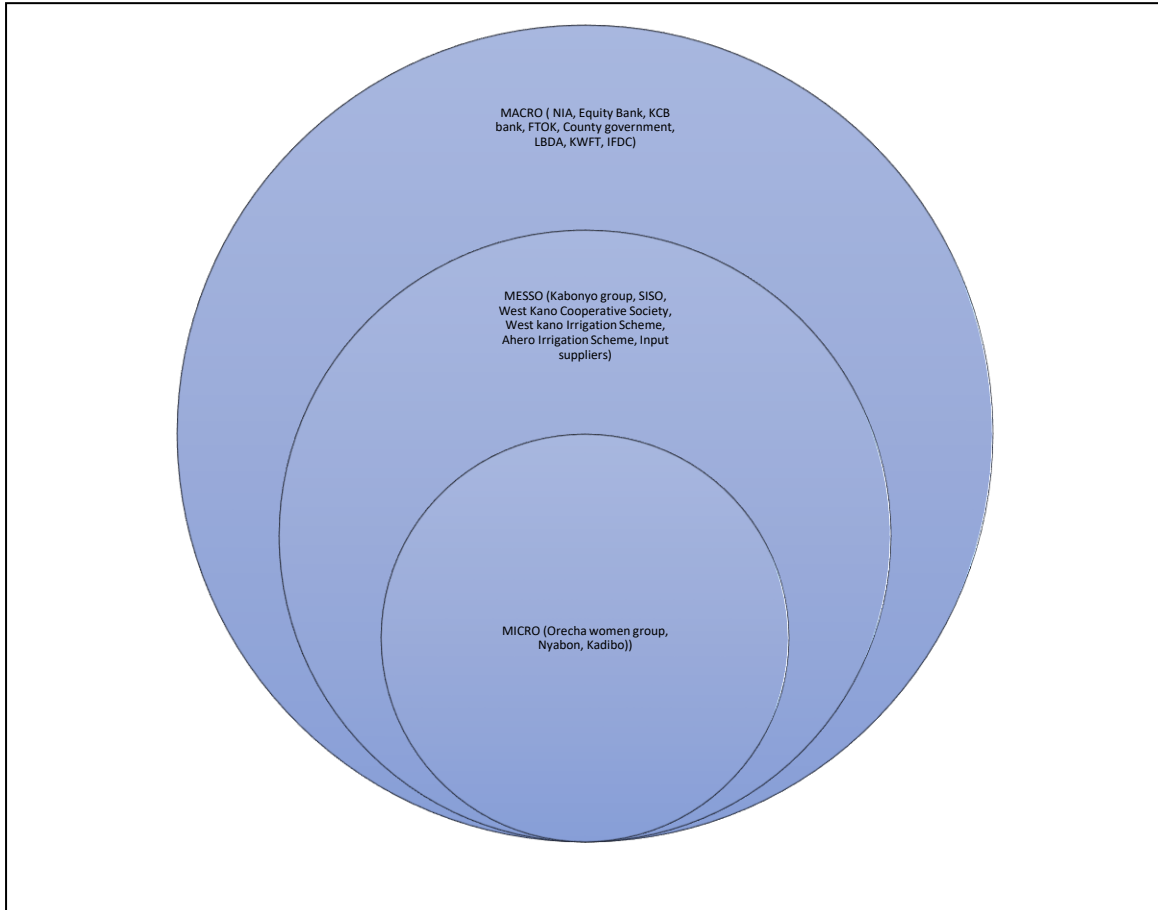 MACRO ( NIA, Equity Bank, KCB
bank, FTOK, County government,
LBDA, KWFT, IFDC)
MESSO (Kabonyo group, SISO,
West Kano Cooperative Society,
West kano Irrigation Scheme,
Ahero Irrigation Scheme, Input
suppliers)
MICRO (Orecha women group,
Nyabon, Kadibo))